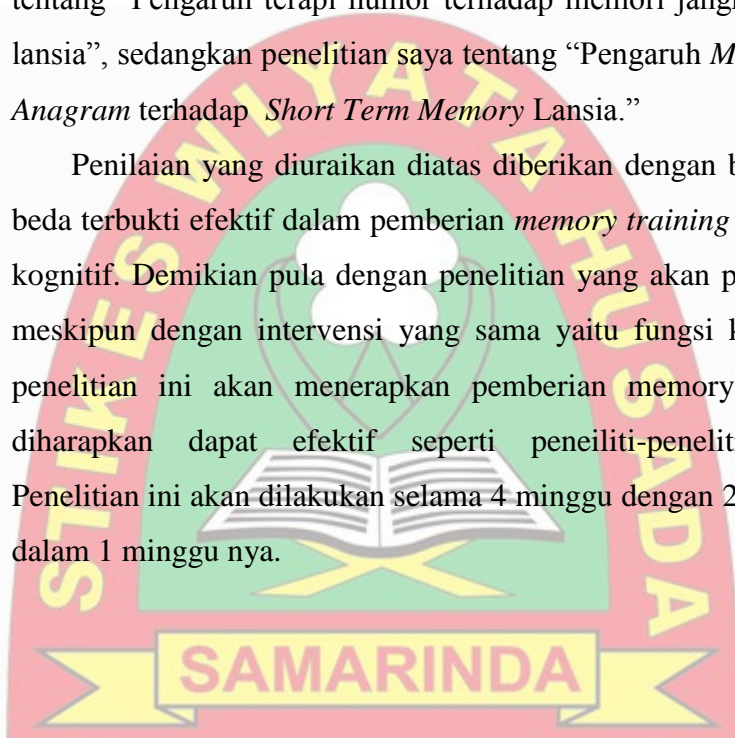 tentang "Pengaruh terapi humor terhadap memori
lansia", sedangkan penelitian saya tentang "Pengaruh
Anagram terhadap Short Term Memory Lansia."
Penilaian yang diuraikan diatas diberikan dengan
beda terbukti efektif dalam pemberian memory training
kognitif. Demikian pula dengan penelitian yang akan
meskipun dengan intervensi yang sama yaitu fungsi
penelitian ini akan menerapkan pemberian memory
diharapkan dapat efektif seperti
Penelitian ini akan dilakukan selama 4 minggu dengan 2
dalam 1 minggu nya.
STIKES WIYATA HUSADA
SAMARINDA